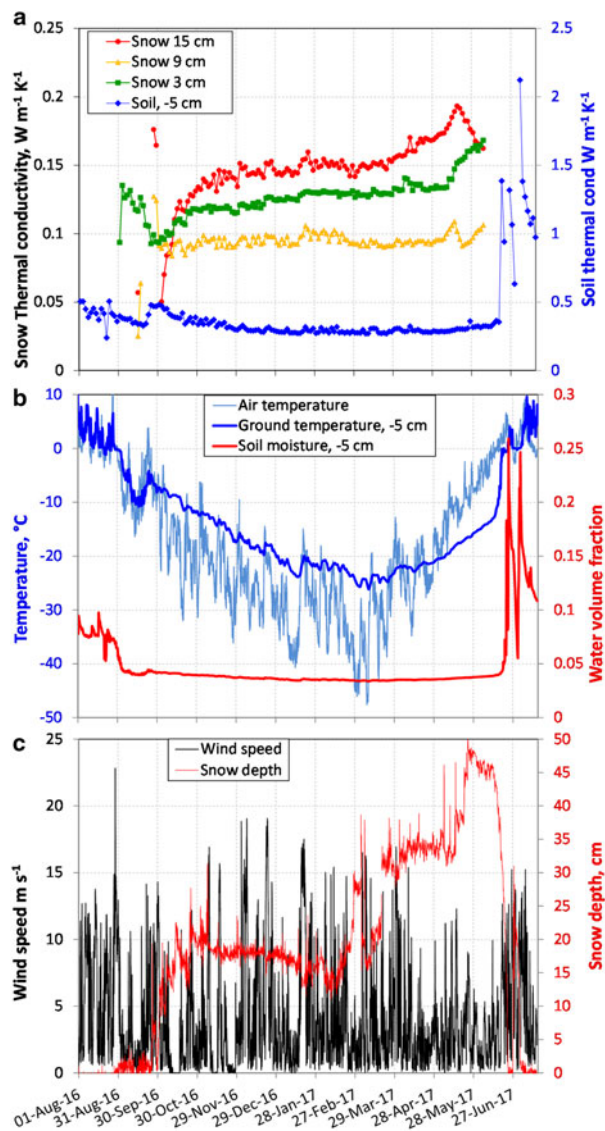 a
0.25
0.2
0.15
0.1
0.05
0
Snow Thermal conductivity, W m-1 K-1
Snow 15 cm
Snow 9 cm
Snow 3 cm
Soil, -5 cm
2.5
2
1.5
1
0.5
0
Soil thermal cond W m-1 K-1
b
10
0
-10
-20
-30
-40
-50
Temperature, °C
Air temperature
Ground temperature, -5 cm
Soil moisture, -5 cm
0.3
0.25
0.2
0.15
0.1
0.05
0
Water volume fraction
c
25
20
15
10
5
0
Wind speed m s-1
Wind speed
Snow depth
50
45
40
35
30
25
20
15
10
5
0
Snow depth, cm
01-Aug-16
31-Aug-16
30-Sep-16
30-Oct-16
29-Nov-16
29-Dec-16
28-Jan-17
27-Feb-17
29-Mar-17
28-Apr-17
28-May-17
27-Jun-17